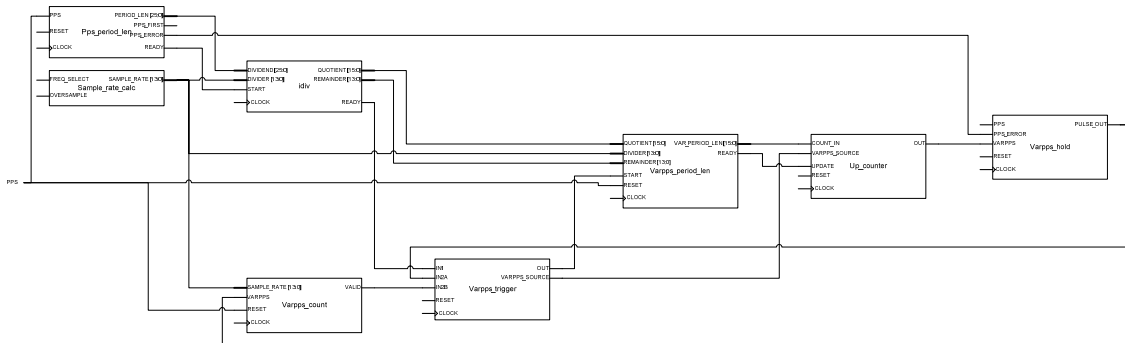 PPS
PERIOD_LEN [25:0]
PPS_FIRST
RESET
Pps_period_len
PPS_ERROR
CLOCK
READY
FREQ_SELECT
SAMPLE_RATE [13:0]
Sample_rate_calc
OVERSAMPLE
DIVIDEND [25:0]
QUOTIENT [15:0]
DIVIDER [13:0]
REMAINDER [13:0]
idiv
START
CLOCK
READY
QUOTIENT [15:0]
VAR_PERIOD_LEN [15:0]
DIVIDER [13:0]
READY
REMAINDER [13:0]
Varpps_period_len
START
RESET
CLOCK
COUNT_IN
OUT
VARPPS_SOURCE
Up_counter
UPDATE
RESET
CLOCK
PPS
PULSE_OUT
PPS_ERROR
VARPPS
Varpps_hold
RESET
CLOCK
PPS
IN1
OUT
IN2A
VARPPS_SOURCE
IN2B
Varpps_trigger
RESET
CLOCK
SAMPLE_RATE [13:0]
VALID
VARPPS
Varpps_count
RESET
CLOCK